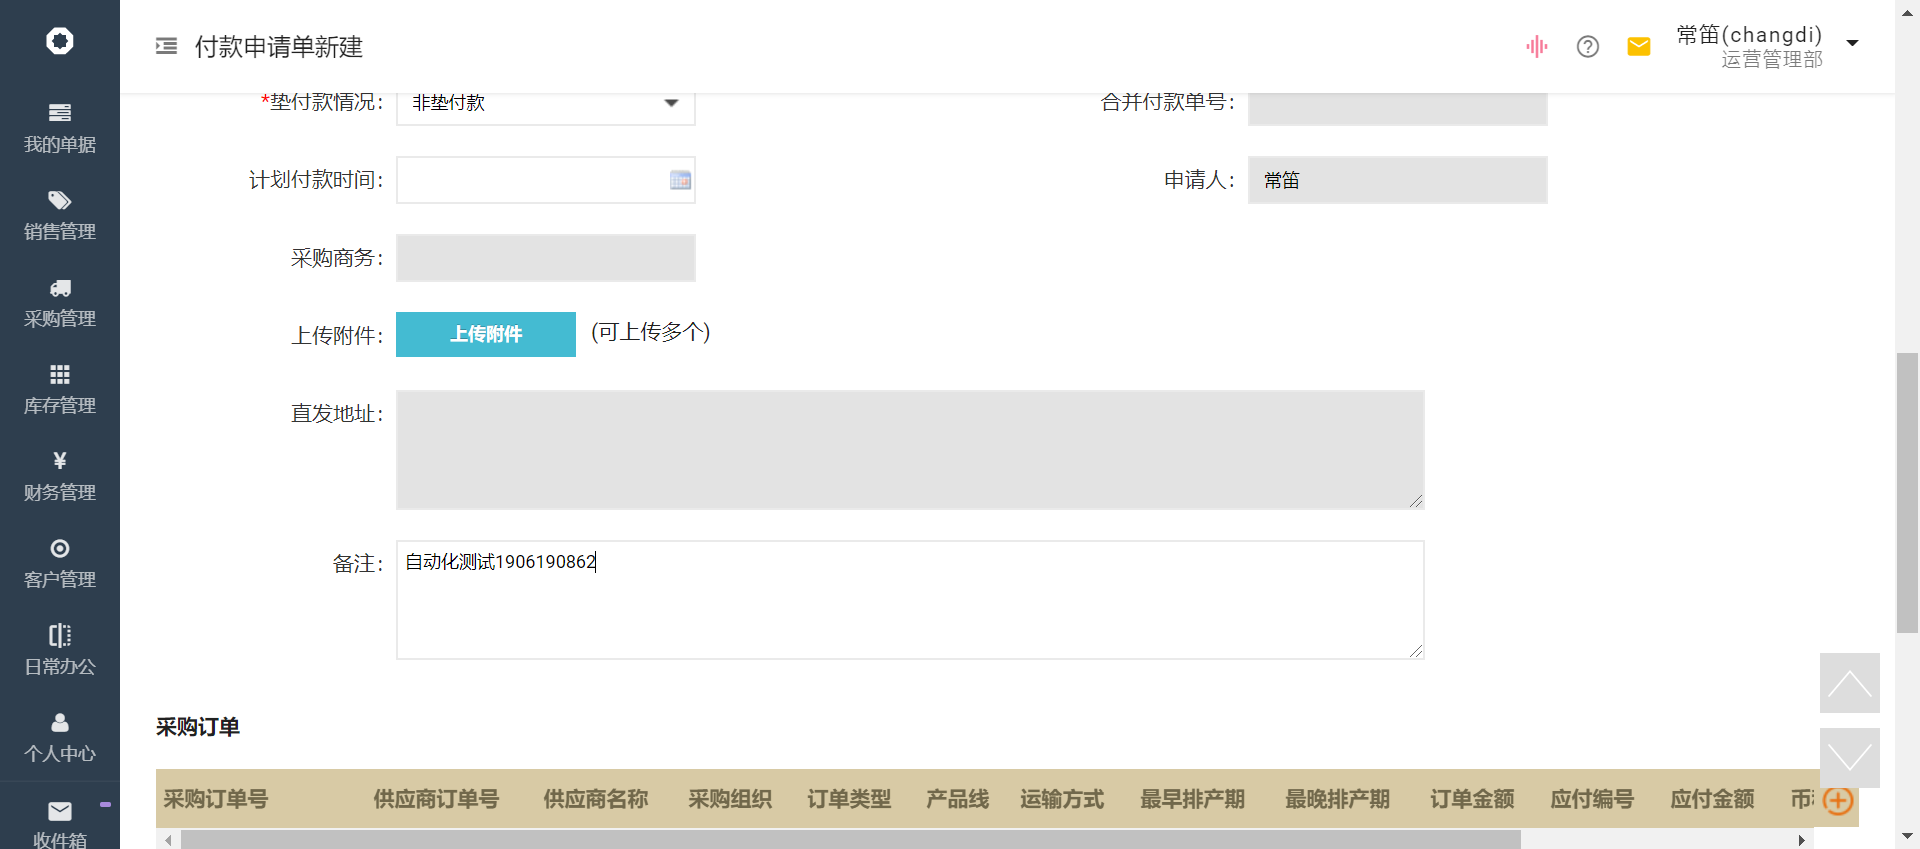 付款申请单新建
常笛(changdi)
运营管理部
我的单据
销售管理
采购管理
库存管理
财务管理
客户管理
日常办公
个人中心
收件箱
*垫付款情况：
非垫付款
合并付款单号：
计划付款时间：
申请人：
常笛
采购商务：
上传附件：
上传附件
(可上传多个)
直发地址：
备注：
自动化测试1906190862
采购订单
采购订单号 供应商订单号 供应商名称 采购组织 订单类型 产品线 运输方式 最早排产期 最晚排产期 订单金额 应付编号 应付金额 币